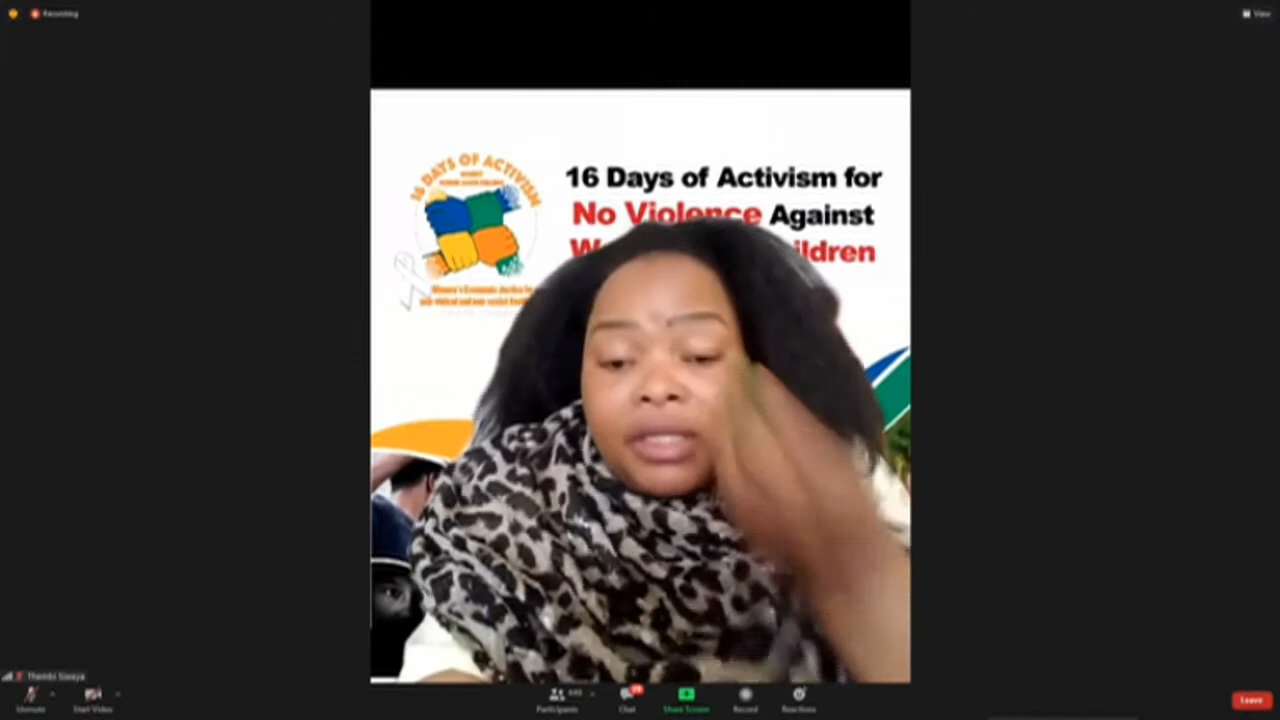 Recording
View
16 DAYS OF ACTIVISM
16 Days of Activism for
No Violence Against
ildren
Unmute
Start Video
Participants
Chat
Share Screen
Record
Reactions
Leave